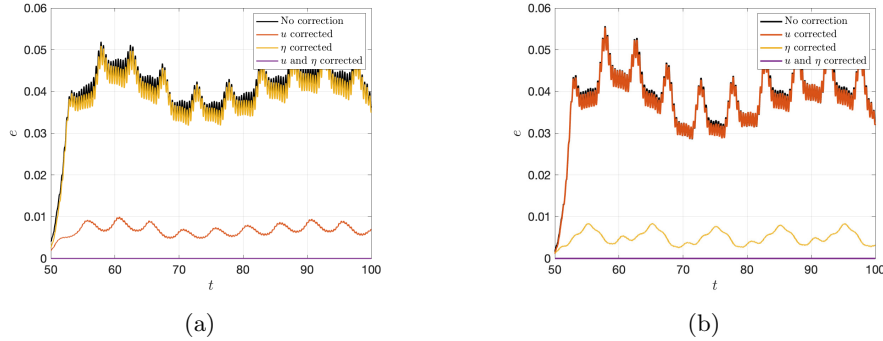 0.06
0.05
0.04
0.03
0.02
0.01
0
50
60
70
80
90
100
e
t
No correction
u corrected
η corrected
u and η corrected
(a)
0.06
0.05
0.04
0.03
0.02
0.01
0
50
60
70
80
90
100
e
t
No correction
u corrected
η corrected
u and η corrected
(b)